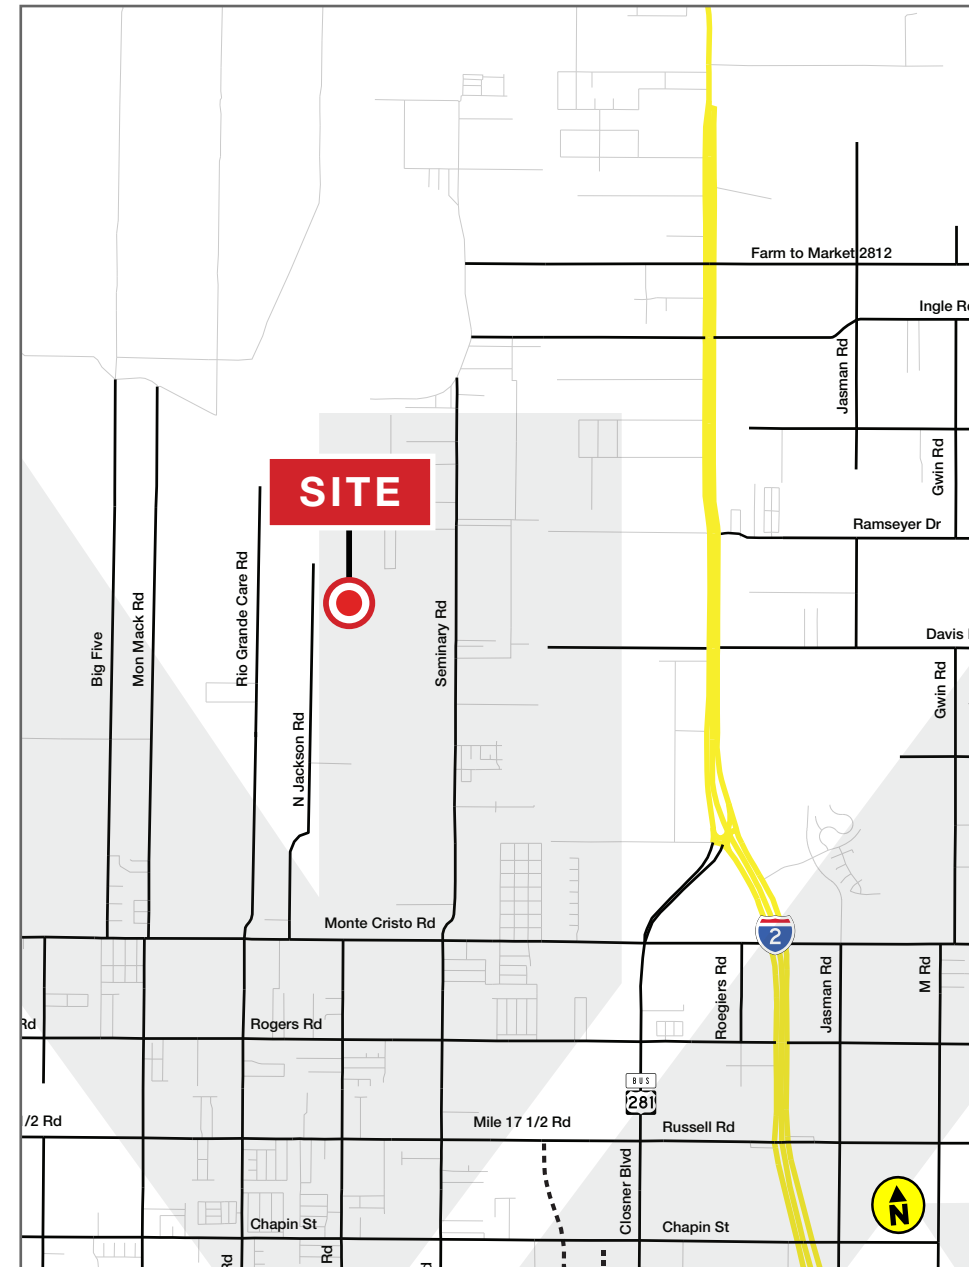 Farm to Market 2812
Ingle Rd
Jasman Rd
Gwin Rd
SITE
Ramseyer Dr
Rio Grande Care Rd
Mon Mack Rd
Big Five
Seminary Rd
Davis
Gwin Rd
N Jackson Rd
Monte Cristo Rd
2
Roegiers Rd
Jasman Rd
M Rd
Rd
Rogers Rd
BUS
281
/2 Rd
Mile 17 1/2 Rd
Russell Rd
Closner Blvd
N
Chapin St
Chapin St
Rd
Rd